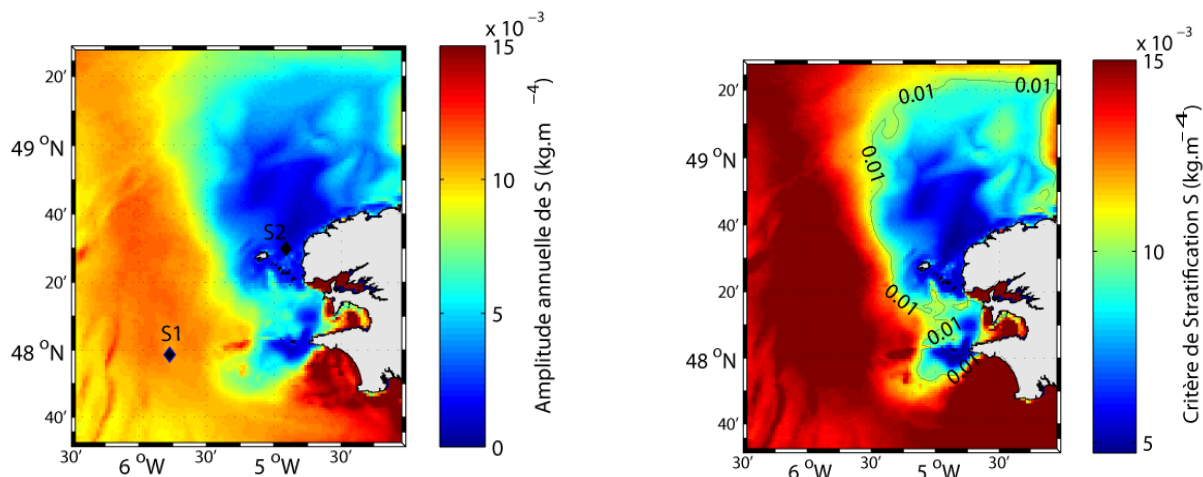 x 10⁻³
15
10
5
0
Amplitude annuelle de S (kg.m⁻⁴)
20'
49 °N
40'
20'
48 °N
40'
30'
6 °W
30'
5 °W
30'
S2
S1
x 10⁻³
15
10
5
Critère de Stratification S (kg.m⁻⁴)
20'
49 °N
40'
20'
48 °N
40'
30'
6 °W
30'
5 °W
30'
0.01
0.01
0.01
0.01
0.01
0.01